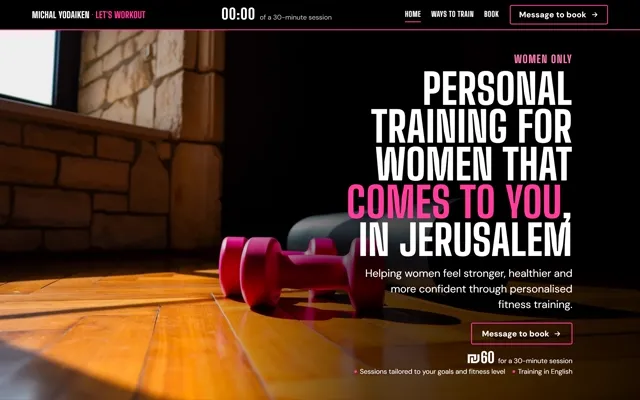 MICHAL YODAIKEN · LET'S WORKOUT
00:00 of a 30-minute session
HOME WAYS TO TRAIN BOOK Message to book →
WOMEN ONLY
PERSONAL
TRAINING FOR
WOMEN THAT
COMES TO YOU,
IN JERUSALEM
Helping women feel stronger, healthier and
more confident through personalised
fitness training.
Message to book →
₪60 for a 30-minute session
• Sessions tailored to your goals and fitness level • Training in English